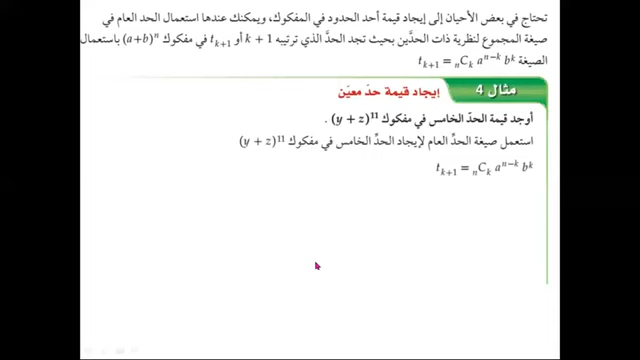 تحتاج في بعض الأحيان إلى إيجاد قيمة أحد الحدود في المفكوك، ويمكنك عندها استعمال الحد العام في
صيغة المجموع لنظرية ذات الحدَّين بحيث تجد الحدَّ الذي ترتيبه k + 1 أو t_{k+1} في مفكوك (a+b)^n باستعمال
الصيغة t_{k+1} = _nC_k a^{n−k} b^k
مثال 4 إيجاد قيمة حدّ معيّن
أوجد قيمة الحدّ الخامس في مفكوك (y + z)^{11} .
استعمل صيغة الحدِّ العام لإيجاد الحدِّ الخامس في مفكوك (y + z)^{11}
t_{k+1} = _nC_k a^{n−k} b^k